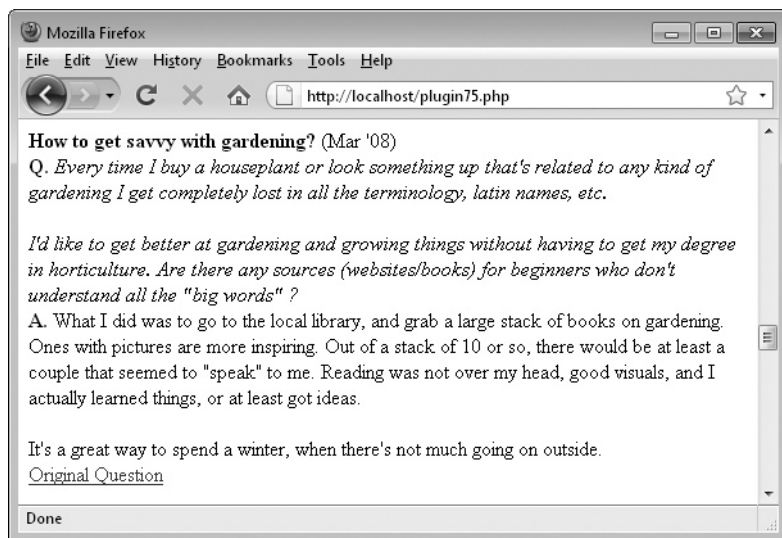 Mozilla Firefox
File Edit View History Bookmarks Tools Help
http://localhost/plugin75.php
How to get savvy with gardening? (Mar '08)
Q. Every time I buy a houseplant or look something up that's related to any kind of
gardening I get completely lost in all the terminology, latin names, etc.
I'd like to get better at gardening and growing things without having to get my degree
in horticulture. Are there any sources (websites/books) for beginners who don't
understand all the "big words" ?
A. What I did was to go to the local library, and grab a large stack of books on gardening.
Ones with pictures are more inspiring. Out of a stack of 10 or so, there would be at least a
couple that seemed to "speak" to me. Reading was not over my head, good visuals, and I
actually learned things, or at least got ideas.
It's a great way to spend a winter, when there's not much going on outside.
Original Question
Done